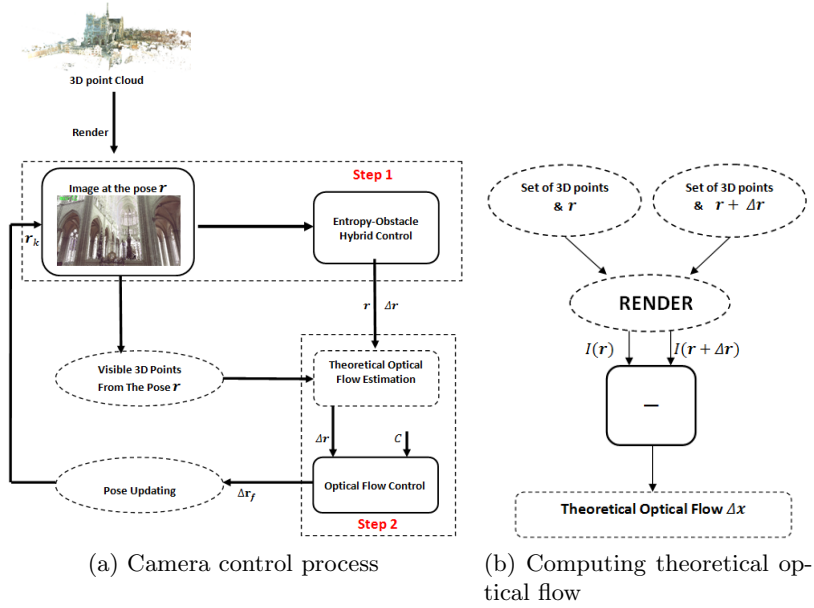 3D point Cloud
Render
Step 1
Image at the pose r
r_k
Entropy-Obstacle
Hybrid Control
r Δr
Visible 3D Points
From The Pose r
Theoretical Optical
Flow Estimation
Δr
C
Optical Flow Control
Δr_f
Pose Updating
Step 2
(a) Camera control process
Set of 3D points
& r
Set of 3D points
& r + Δr
RENDER
I(r)
I(r + Δr)
−
Theoretical Optical Flow Δx
(b) Computing theoretical op-
tical flow